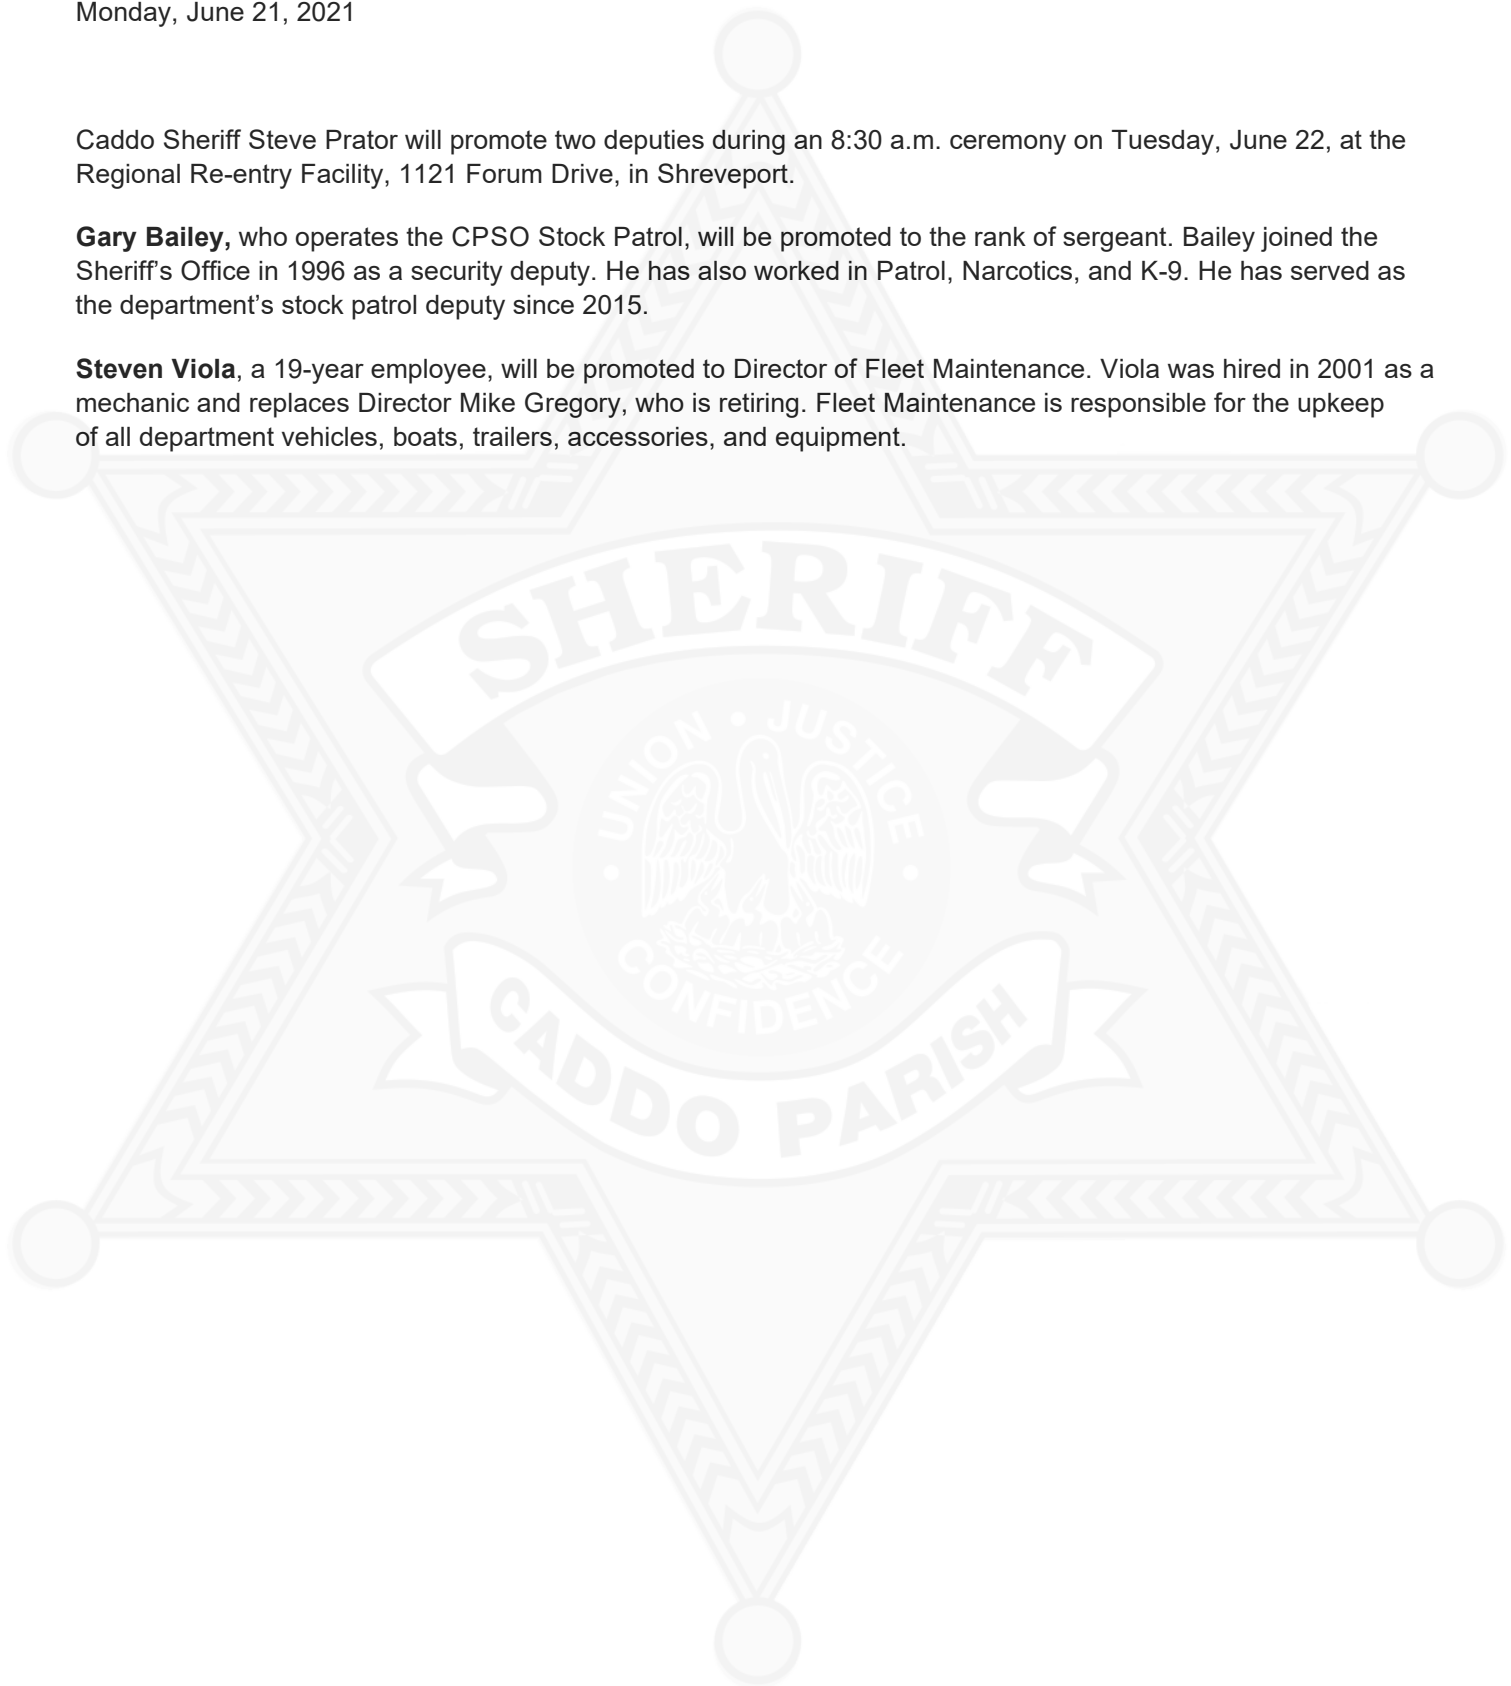 Monday, June 21, 2021
Caddo Sheriff Steve Prator will promote two deputies during an 8:30 a.m. ceremony on Tuesday, June 22, at the
Regional Re-entry Facility, 1121 Forum Drive, in Shreveport.
Gary Bailey, who operates the CPSO Stock Patrol, will be promoted to the rank of sergeant. Bailey joined the
Sheriff’s Office in 1996 as a security deputy. He has also worked in Patrol, Narcotics, and K-9. He has served as
the department’s stock patrol deputy since 2015.
Steven Viola, a 19-year employee, will be promoted to Director of Fleet Maintenance. Viola was hired in 2001 as a
mechanic and replaces Director Mike Gregory, who is retiring. Fleet Maintenance is responsible for the upkeep
of all department vehicles, boats, trailers, accessories, and equipment.
SHERIFF
UNION • JUSTICE
• CONFIDENCE •
CADDO PARISH